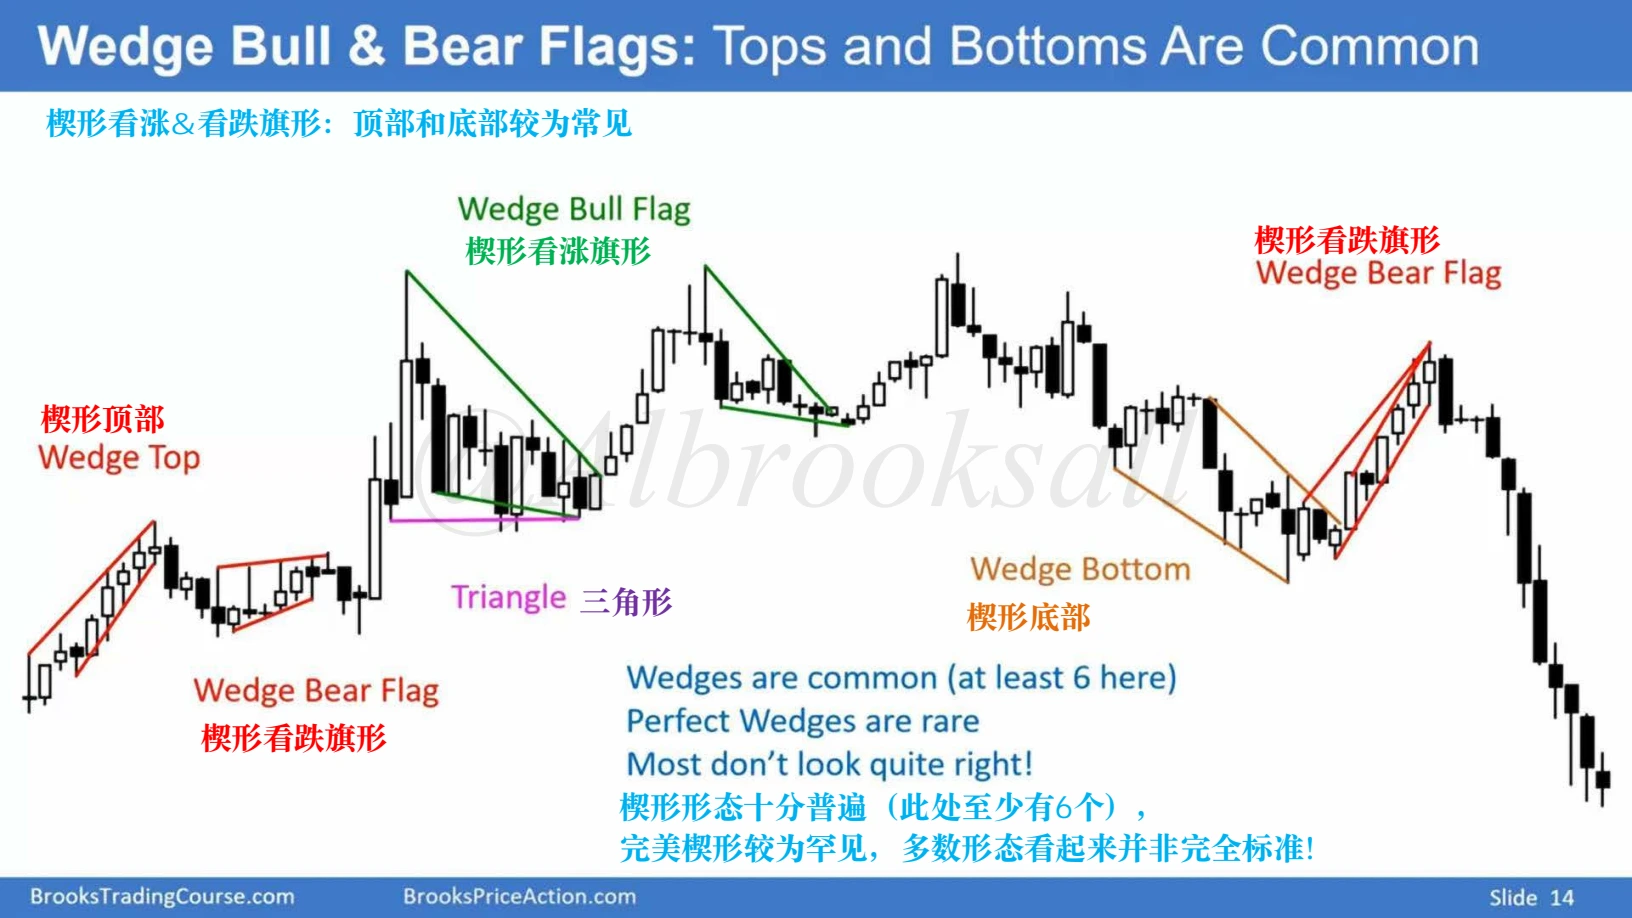 Wedge Bull & Bear Flags: Tops and Bottoms Are Common
楔形看涨&看跌旗形：顶部和底部较为常见
Wedge Bull Flag
楔形看涨旗形
楔形看跌旗形
Wedge Bear Flag
楔形顶部
Wedge Top
@Albrooksall
Triangle 三角形
Wedge Bottom
楔形底部
Wedge Bear Flag
楔形看跌旗形
Wedges are common (at least 6 here)
Perfect Wedges are rare
Most don't look quite right!
楔形形态十分普遍（此处至少有6个），
完美楔形较为罕见，多数形态看起来并非完全标准!
BrooksTradingCourse.com
BrooksPriceAction.com
Slide 14